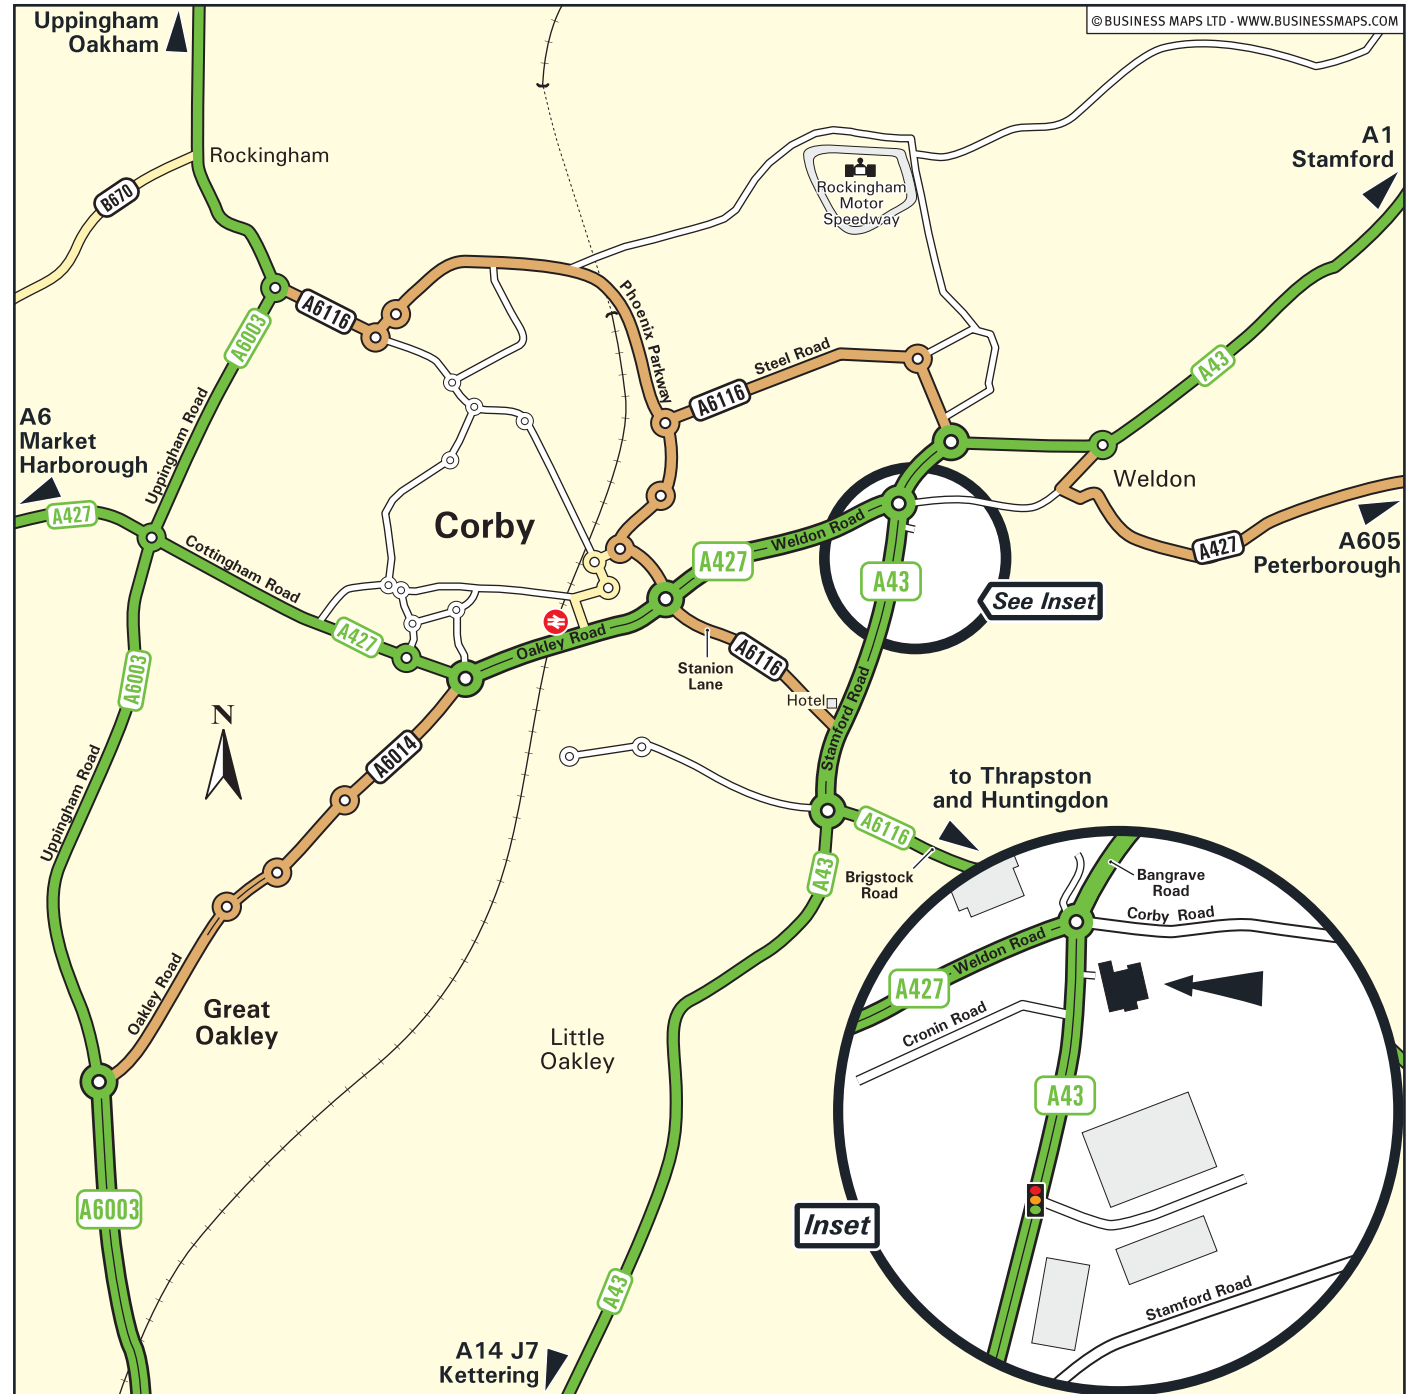 Uppingham
Oakham
© BUSINESS MAPS LTD - WWW.BUSINESSMAPS.COM
A1
Stamford
Rockingham
B670
Rockingham
Motor
Speedway
A6116
A6003
Phoenix Parkway
Steel Road
A6116
A43
Uppingham Road
A6
Market
Harborough
A427
Weldon
Corby
Weldon Road
A427
A43
A427
A605
Peterborough
Cottingham Road
A427
Oakley Road
See Inset
Stanion
Lane
A6116
Hotel
Stamford Road
A6003
N
A6014
Uppingham Road
to Thrapston
and Huntingdon
A6116
A43
Brigstock
Road
Bangrave
Road
Corby Road
Weldon Road
A427
Cronin Road
Oakley Road
Great
Oakley
Little
Oakley
A43
A6003
Inset
A43
Stamford Road
A14 J7
Kettering